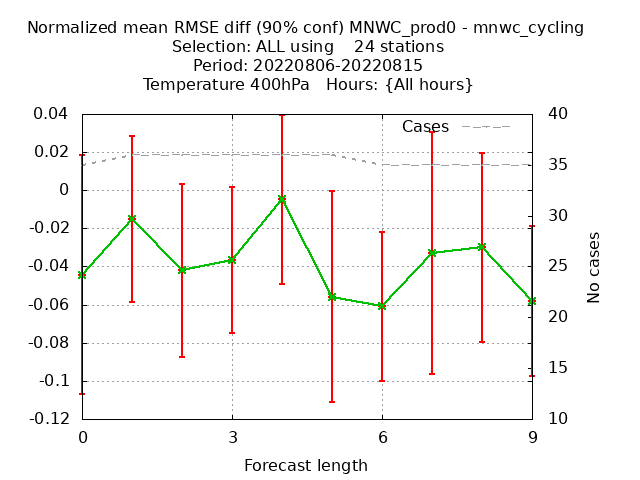 Normalized mean RMSE diff (90% conf) MNWC_prod0 - mnwc_cycling
Selection: ALL using    24 stations
Period: 20220806-20220815
Temperature 400hPa   Hours: {All hours}
Cases
0.04
0.02
0
-0.02
-0.04
-0.06
-0.08
-0.1
-0.12
40
35
30
25
20
15
10
No cases
0 3 6 9
Forecast length